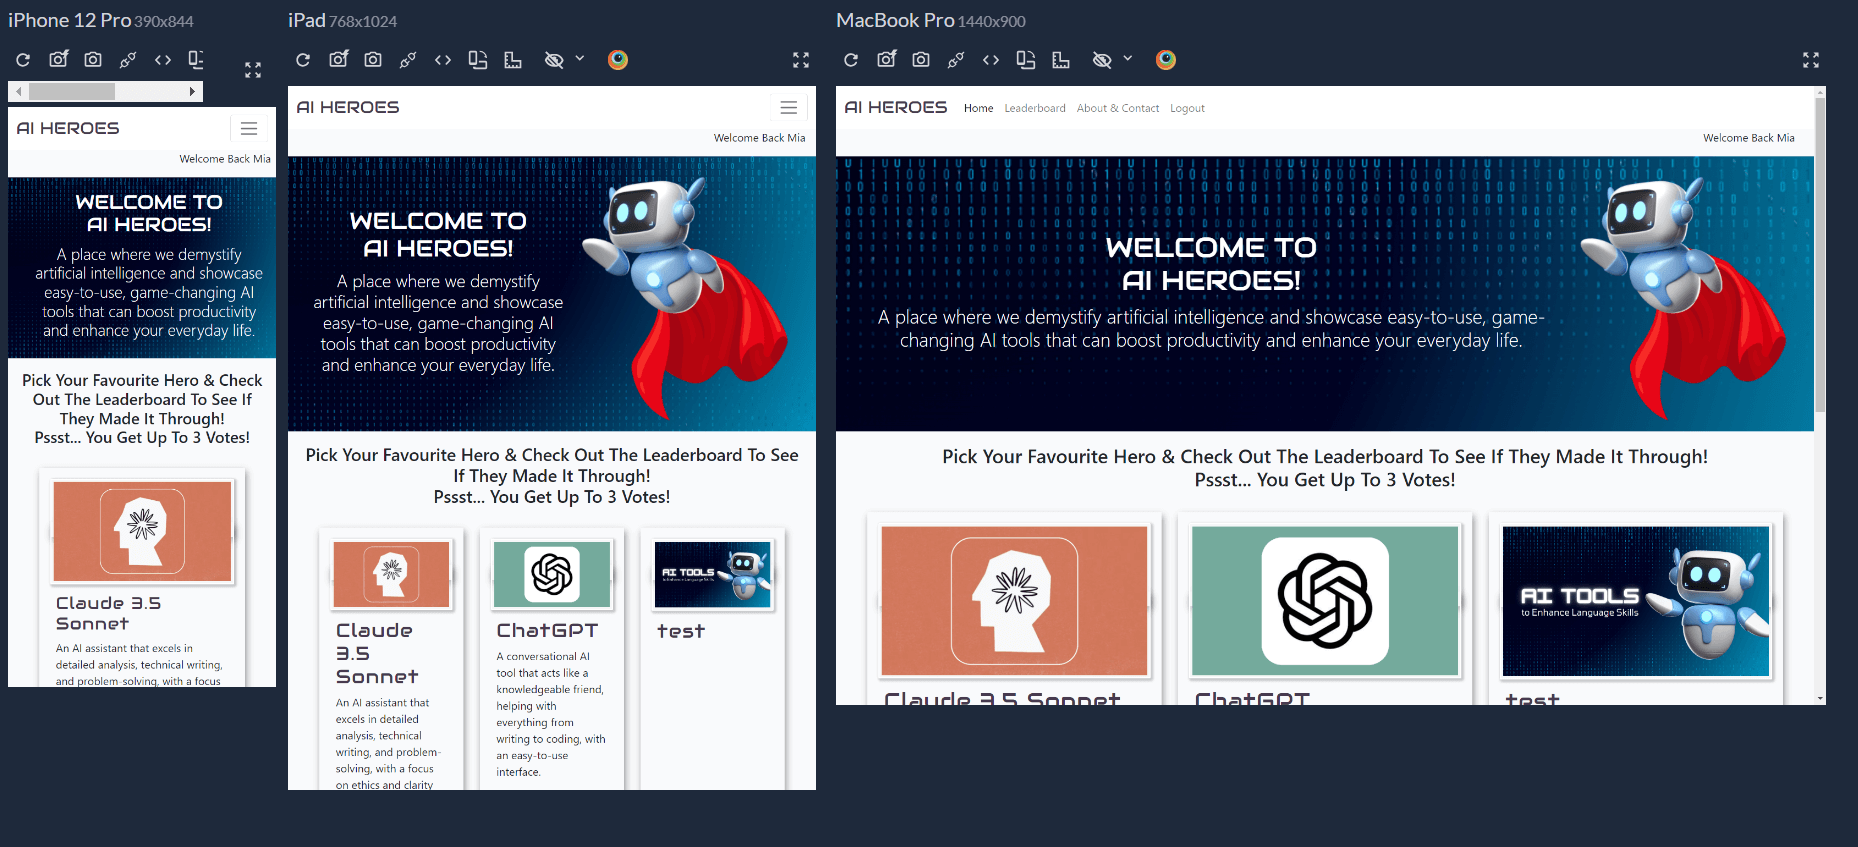 iPhone 12 Pro 390x844
AI HEROES
Welcome Back Mia
WELCOME TO
AI HEROES!
A place where we demystify
artificial intelligence and showcase
easy-to-use, game-changing AI
tools that can boost productivity
and enhance your everyday life.
Pick Your Favourite Hero & Check
Out The Leaderboard To See If
They Made It Through!
Pssst... You Get Up To 3 Votes!
Claude 3.5
Sonnet
An AI assistant that excels in
detailed analysis, technical writing,
and problem-solving, with a focus
iPad 768x1024
AI HEROES
Welcome Back Mia
WELCOME TO
AI HEROES!
A place where we demystify
artificial intelligence and showcase
easy-to-use, game-changing AI
tools that can boost productivity
and enhance your everyday life.
Pick Your Favourite Hero & Check Out The Leaderboard To See
If They Made It Through!
Pssst... You Get Up To 3 Votes!
Claude
3.5
Sonnet
An AI assistant that
excels in detailed
analysis, technical
writing, and problem-
solving, with a focus
on ethics and clarity
ChatGPT
A conversational AI
tool that acts like a
knowledgeable friend,
helping with
everything from
writing to coding, with
an easy-to-use
interface.
AI TOOLS
to Enhance Language Skills
test
MacBook Pro 1440x900
AI HEROES Home Leaderboard About & Contact Logout
Welcome Back Mia
WELCOME TO
AI HEROES!
A place where we demystify artificial intelligence and showcase easy-to-use, game-
changing AI tools that can boost productivity and enhance your everyday life.
Pick Your Favourite Hero & Check Out The Leaderboard To See If They Made It Through!
Pssst... You Get Up To 3 Votes!
Claude 3.5 Sonnet
ChatGPT
AI TOOLS
to Enhance Language Skills
test